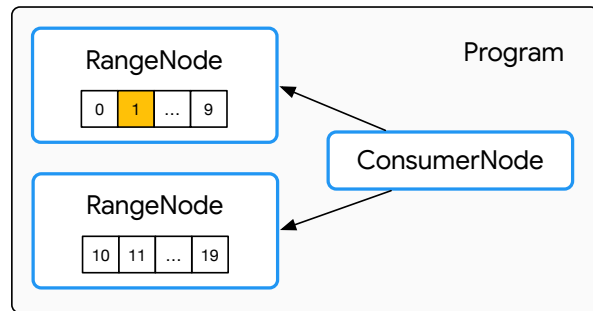 RangeNode
0 1 ... 9
Program
ConsumerNode
RangeNode
10 11 ... 19